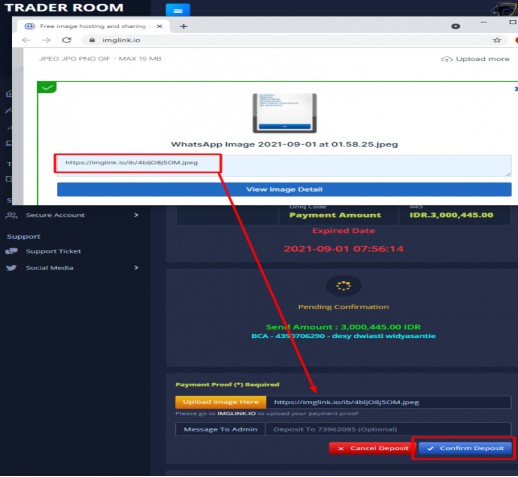 TRADER ROOM
Free image hosting and sharing
imglink.io
JPEG JPG PNG GIF · MAX 15 MB
Upload more
WhatsApp Image 2021-09-01 at 01.58.25.jpeg
https://imglink.io/ib/4bIjO8J5OM.jpeg
View Image Detail
Uniq Code 445
Payment Amount IDR.3,000,445.00
Secure Account
Expired Date
Support
2021-09-01 07:56:14
Support Ticket
Social Media
Pending Confirmation
Send Amount : 3,000,445.00 IDR
BCA - 4390706290 - desy dwiasti widyasantie
Payment Proof (*) Required
Upload Image Here https://imglink.io/ib/4bIjO8J5OM.jpeg
Please go to IMGLINK.IO to upload your payment proof
Message To Admin Deposit To 73962085 (Optional)
Cancel Deposit Confirm Deposit